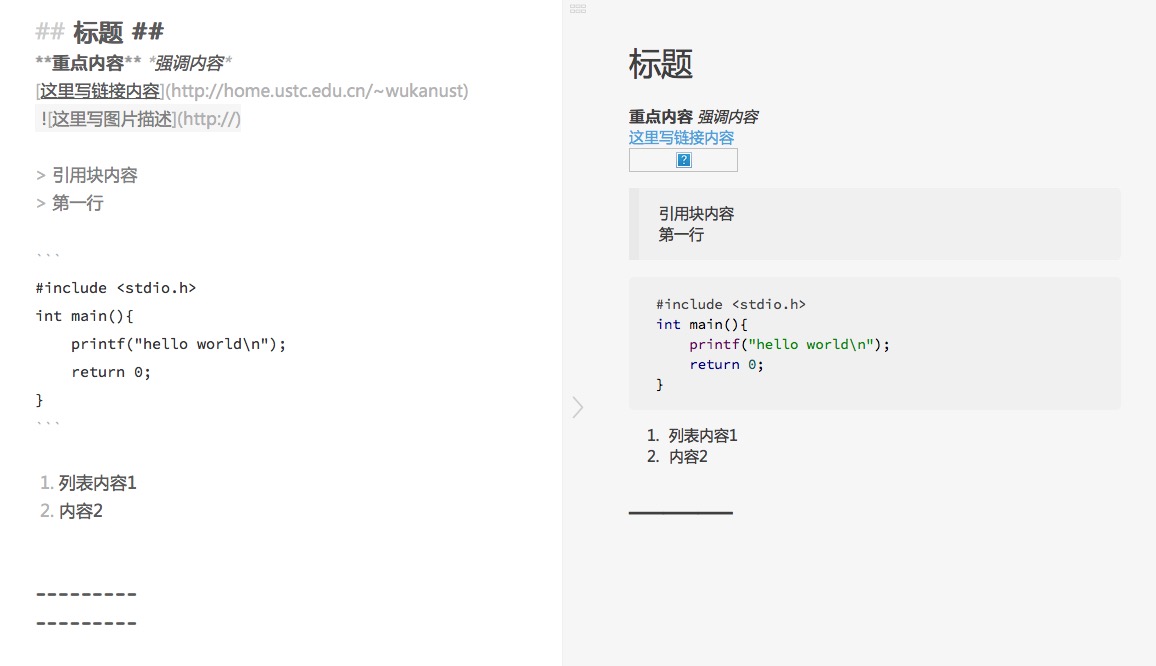 ## 标题 ##
**重点内容** *强调内容*
[这里写链接内容](http://home.ustc.edu.cn/~wukanust)
![这里写图片描述](http://)
> 引用块内容
> 第一行
```
#include <stdio.h>
int main(){
    printf("hello world\n");
    return 0;
}
```
1. 列表内容1
2. 内容2
---------
---------
标题
重点内容 强调内容
这里写链接内容
?
引用块内容
第一行
#include <stdio.h>
int main(){
    printf("hello world\n");
    return 0;
}
1. 列表内容1
2. 内容2